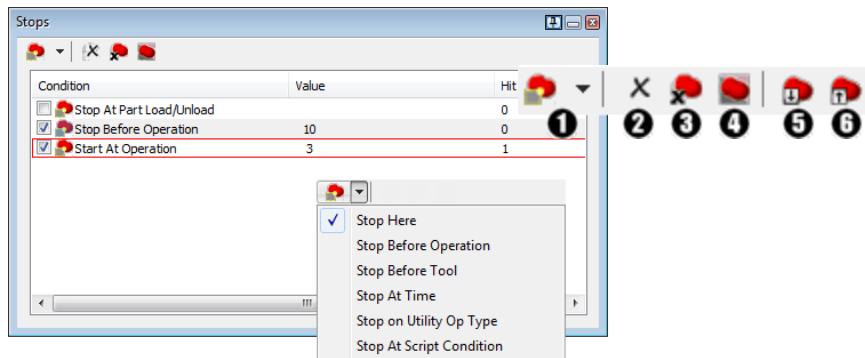 Stops
Condition Value Hit
Stop At Part Load/Unload 0
Stop Before Operation 10 0
Start At Operation 3 1
1 2 3 4 5 6
Stop Here
Stop Before Operation
Stop Before Tool
Stop At Time
Stop on Utility Op Type
Stop At Script Condition